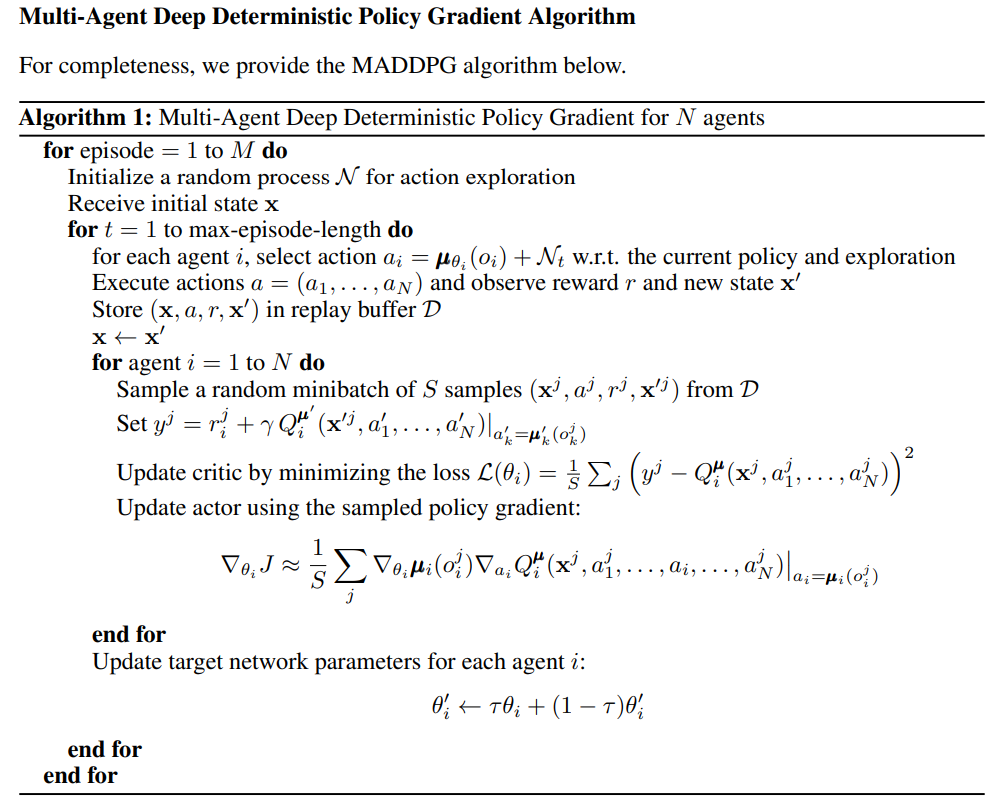 Multi-Agent Deep Deterministic Policy Gradient Algorithm
For completeness, we provide the MADDPG algorithm below.
Algorithm 1: Multi-Agent Deep Deterministic Policy Gradient for $N$ agents
for episode = 1 to $M$ do
Initialize a random process $\mathcal{N}$ for action exploration
Receive initial state $\mathbf{x}$
for $t = 1$ to max-episode-length do
for each agent $i$, select action $a_i = \boldsymbol{\mu}_{\theta_i}(o_i) + \mathcal{N}_t$ w.r.t. the current policy and exploration
Execute actions $a = (a_1, \ldots, a_N)$ and observe reward $r$ and new state $\mathbf{x}'$
Store $(\mathbf{x}, a, r, \mathbf{x}')$ in replay buffer $\mathcal{D}$
$\mathbf{x} \leftarrow \mathbf{x}'$
for agent $i = 1$ to $N$ do
Sample a random minibatch of $S$ samples $(\mathbf{x}^j, a^j, r^j, \mathbf{x}'^j)$ from $\mathcal{D}$
Set $y^j = r_i^j + \gamma Q_i^{\boldsymbol{\mu}'}(\mathbf{x}'^j, a_1', \ldots, a_N')|_{a_k' = \boldsymbol{\mu}_k'(o_k^j)}$
Update critic by minimizing the loss $\mathcal{L}(\theta_i) = \frac{1}{S} \sum_j \left( y^j - Q_i^{\boldsymbol{\mu}}(\mathbf{x}^j, a_1^j, \ldots, a_N^j) \right)^2$
Update actor using the sampled policy gradient:
$\nabla_{\theta_i} J \approx \frac{1}{S} \sum_j \nabla_{\theta_i} \boldsymbol{\mu}_i(o_i^j) \nabla_{a_i} Q_i^{\boldsymbol{\mu}}(\mathbf{x}^j, a_1^j, \ldots, a_i, \ldots, a_N^j)|_{a_i = \boldsymbol{\mu}_i(o_i^j)}$
end for
Update target network parameters for each agent $i$:
$\theta_i' \leftarrow \tau \theta_i + (1 - \tau) \theta_i'$
end for
end for